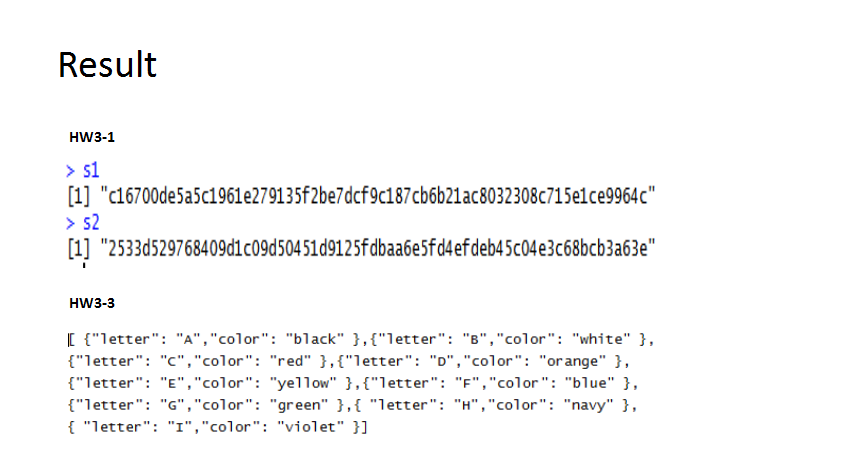 Result
HW3-1
> s1
[1] "c16700de5a5c1961e279135f2be7dcf9c187cb6b21ac8032308c715e1ce9964c"
> s2
[1] "2533d529768409d1c09d50451d9125fdbaa6e5fd4efdeb45c04e3c68bcb3a63e"
HW3-3
[ {"letter": "A","color": "black" },{"letter": "B","color": "white" },
{"letter": "C","color": "red" },{"letter": "D","color": "orange" },
{"letter": "E","color": "yellow" },{"letter": "F","color": "blue" },
{"letter": "G","color": "green" },{ "letter": "H","color": "navy" },
{ "letter": "I","color": "violet" }]